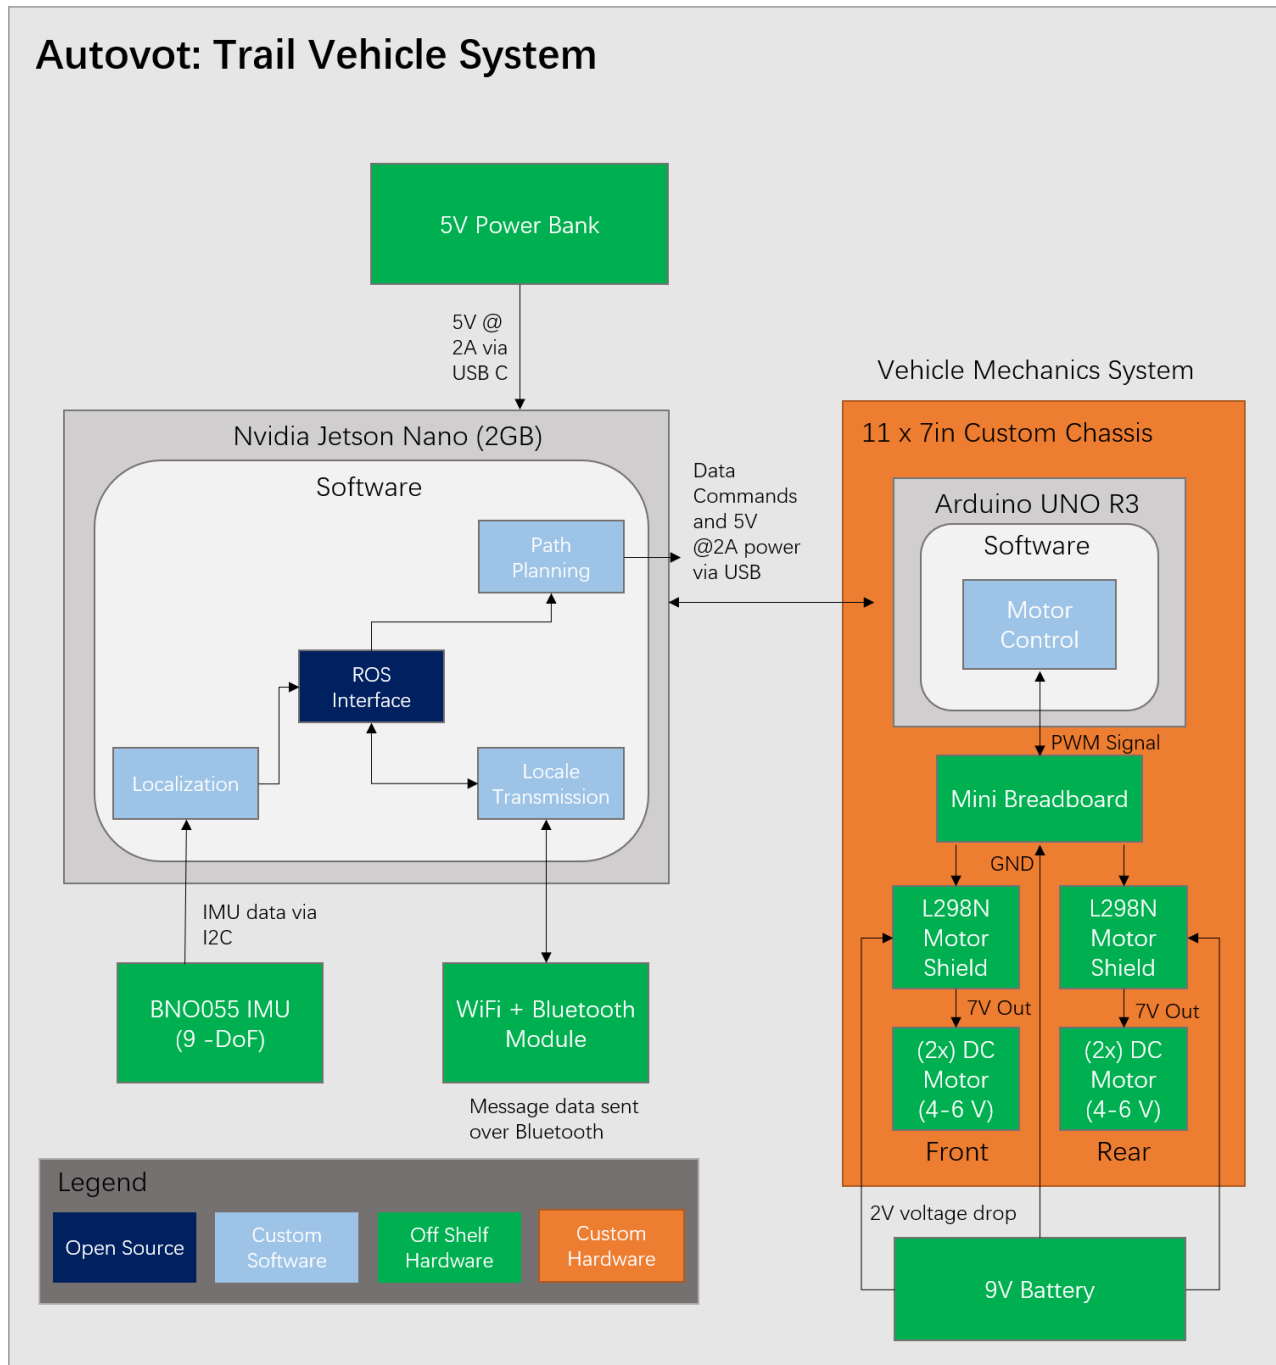 Autovot: Trail Vehicle System
5V Power Bank
5V @
2A via
USB C
Nvidia Jetson Nano (2GB)
Software
Path
Planning
ROS
Interface
Localization
Locale
Transmission
Data
Commands
and 5V
@2A power
via USB
IMU data via
I2C
BNO055 IMU
(9 -DoF)
WiFi + Bluetooth
Module
Message data sent
over Bluetooth
Vehicle Mechanics System
11 x 7in Custom Chassis
Arduino UNO R3
Software
Motor
Control
PWM Signal
Mini Breadboard
GND
L298N
Motor
Shield
L298N
Motor
Shield
7V Out
7V Out
(2x) DC
Motor
(4-6 V)
(2x) DC
Motor
(4-6 V)
Front
Rear
2V voltage drop
9V Battery
Legend
Open Source
Custom
Software
Off Shelf
Hardware
Custom
Hardware